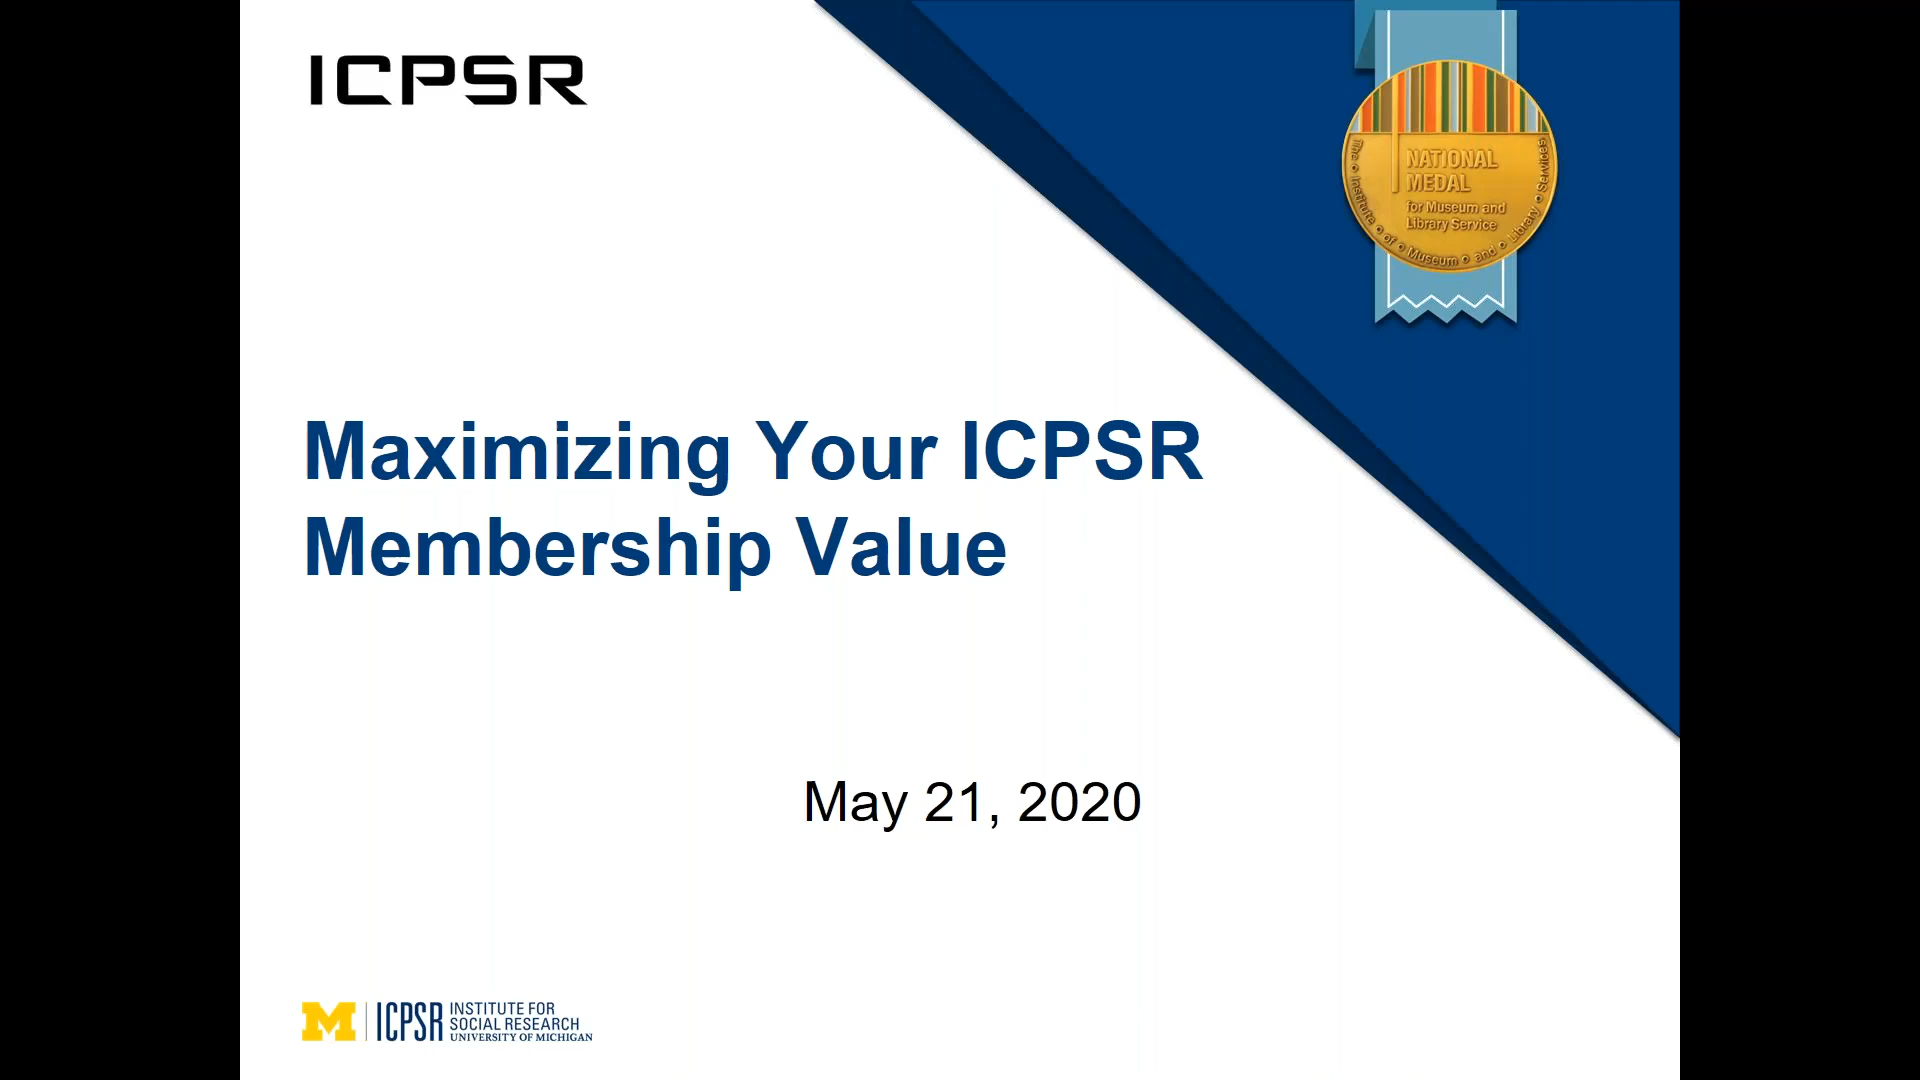 ICPSR
NATIONAL
MEDAL
for Museum and
Library Service
The Institute of Museum and Library Services
Maximizing Your ICPSR
Membership Value
May 21, 2020
M ICPSR INSTITUTE FOR
SOCIAL RESEARCH
UNIVERSITY OF MICHIGAN